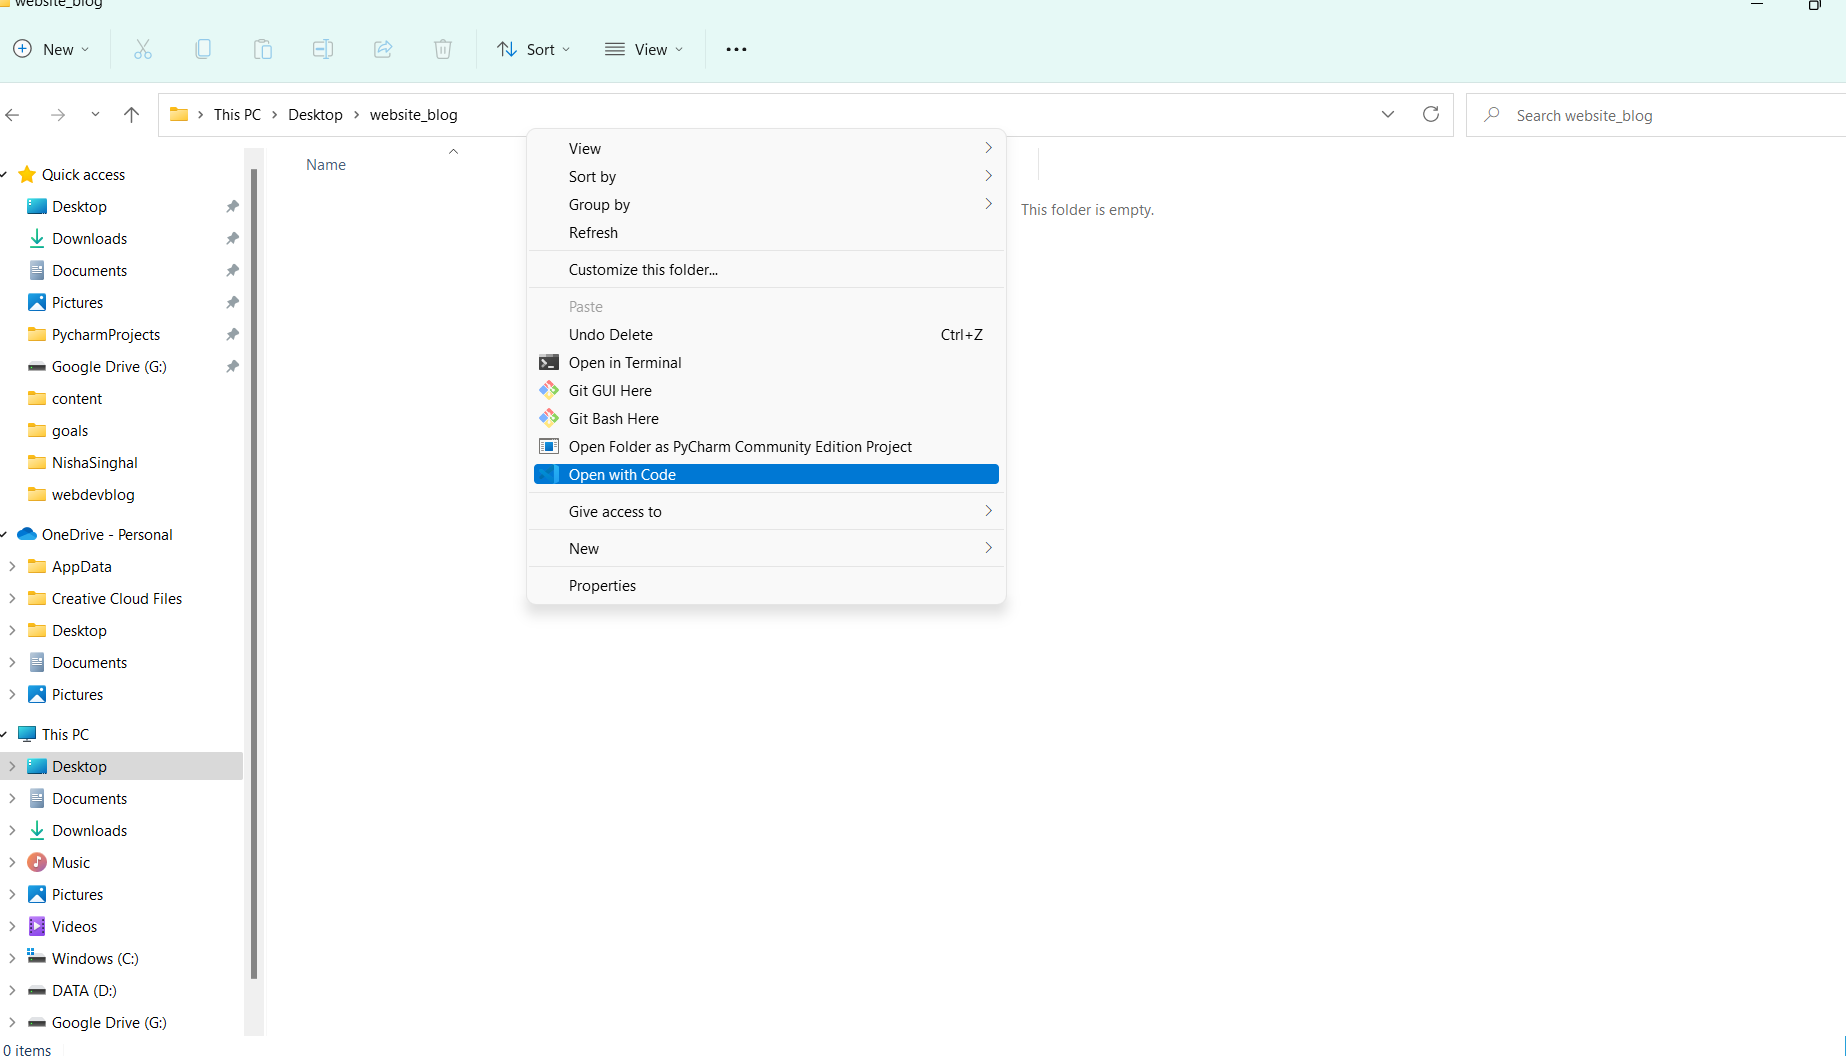 website_blog
New
Sort
View
This PC > Desktop > website_blog
Search website_blog
Name
This folder is empty.
Quick access
Desktop
Downloads
Documents
Pictures
PycharmProjects
Google Drive (G:)
content
goals
NishaSinghal
webdevblog
OneDrive - Personal
AppData
Creative Cloud Files
Desktop
Documents
Pictures
This PC
Desktop
Documents
Downloads
Music
Pictures
Videos
Windows (C:)
DATA (D:)
Google Drive (G:)
0 items
View
Sort by
Group by
Refresh
Customize this folder...
Paste
Undo Delete Ctrl+Z
Open in Terminal
Git GUI Here
Git Bash Here
Open Folder as PyCharm Community Edition Project
Open with Code
Give access to
New
Properties